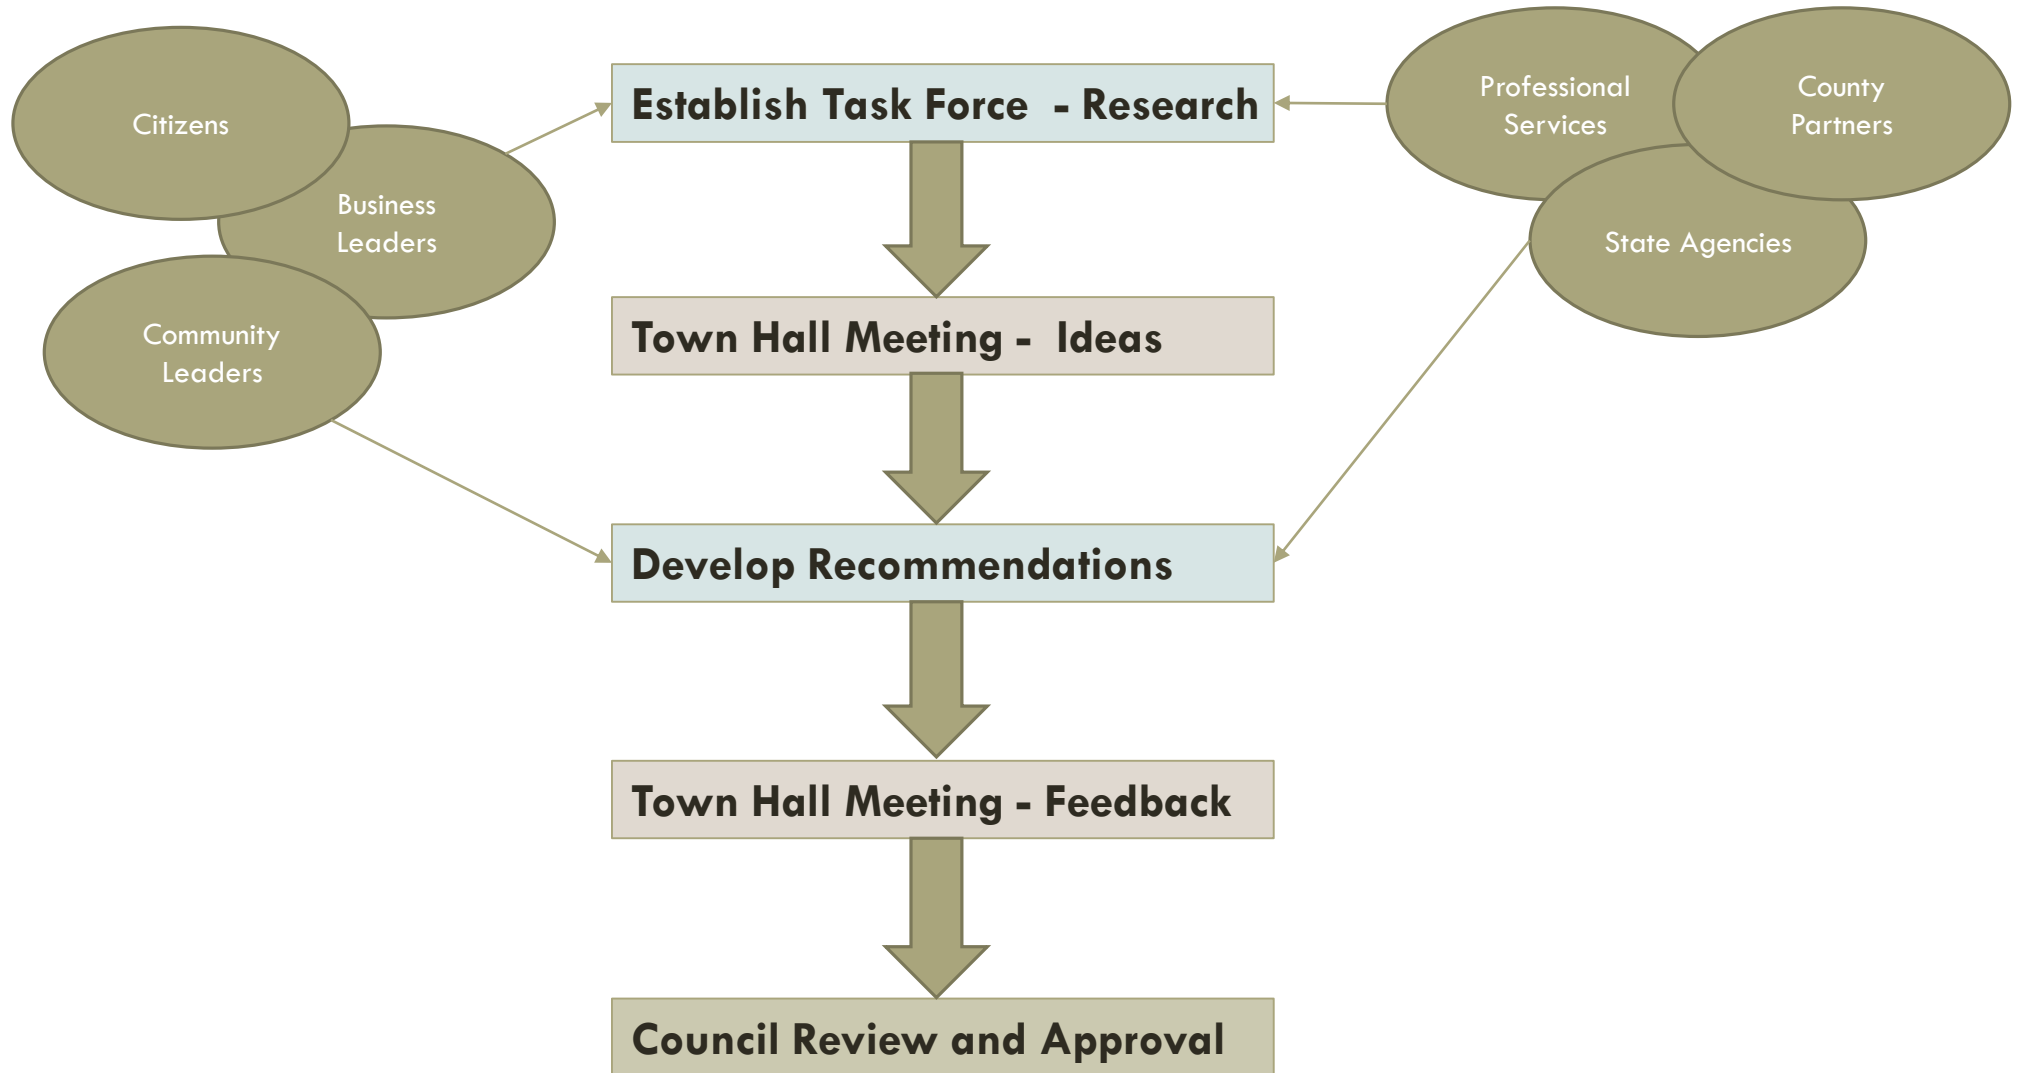 Citizens
Business
Leaders
Community
Leaders
Establish Task Force - Research
Town Hall Meeting - Ideas
Develop Recommendations
Town Hall Meeting - Feedback
Council Review and Approval
Professional
Services
County
Partners
State Agencies